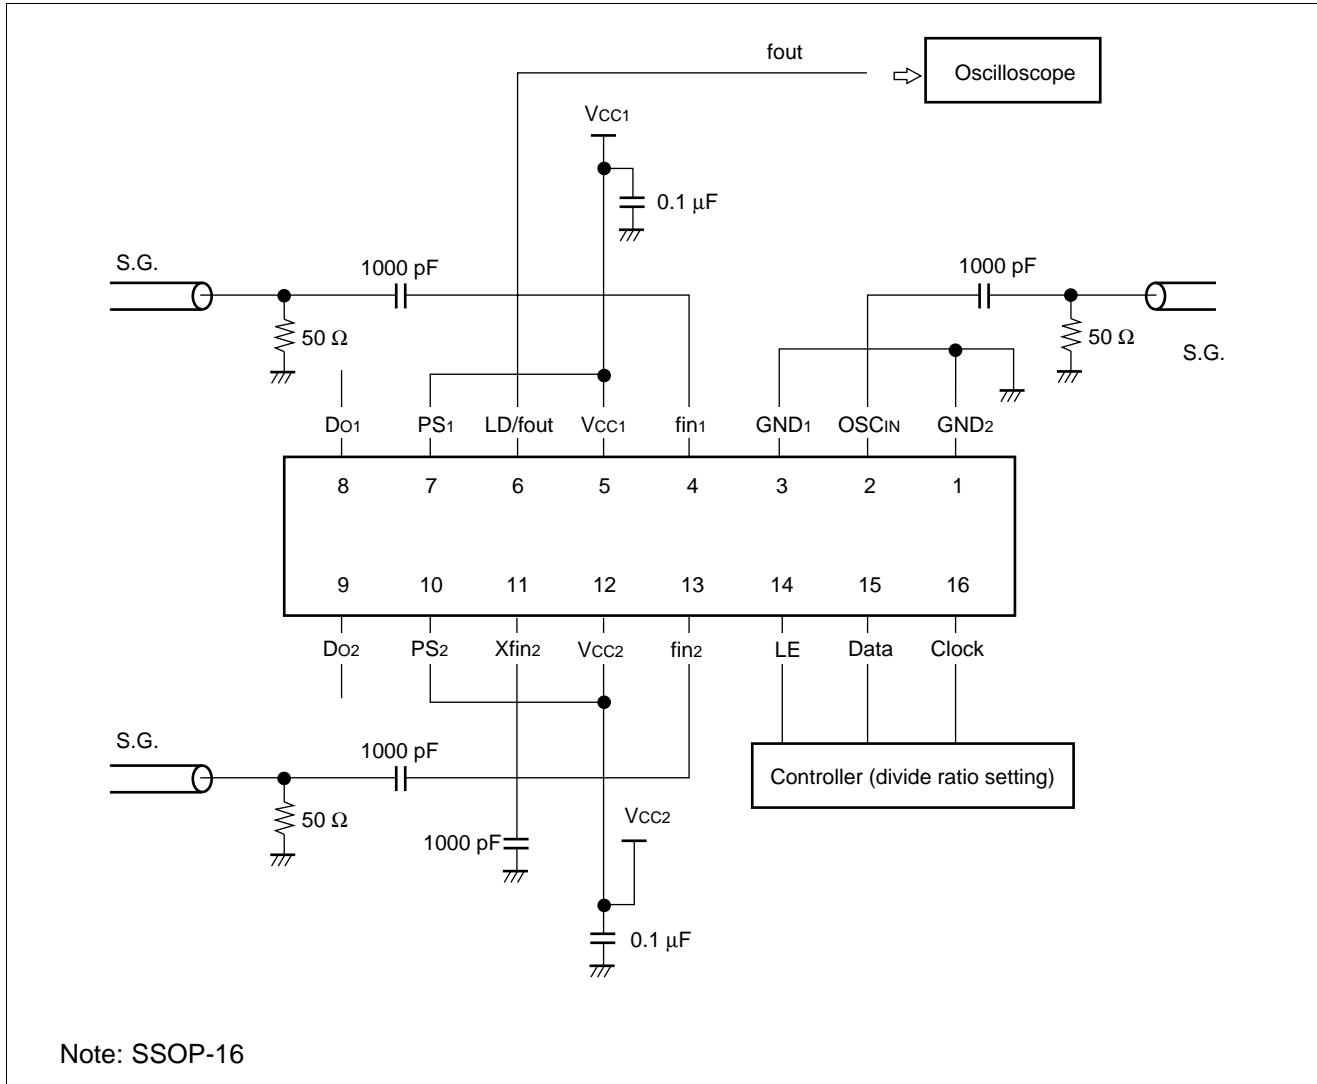 fout
Oscilloscope
VCC1
0.1 μF
S.G.
1000 pF
1000 pF
50 Ω
50 Ω
S.G.
DO1 PS1 LD/fout VCC1 fin1 GND1 OSCIN GND2
8 7 6 5 4 3 2 1
9 10 11 12 13 14 15 16
DO2 PS2 Xfin2 VCC2 fin2 LE Data Clock
S.G.
1000 pF
Controller (divide ratio setting)
50 Ω
VCC2
1000 pF
0.1 μF
Note: SSOP-16